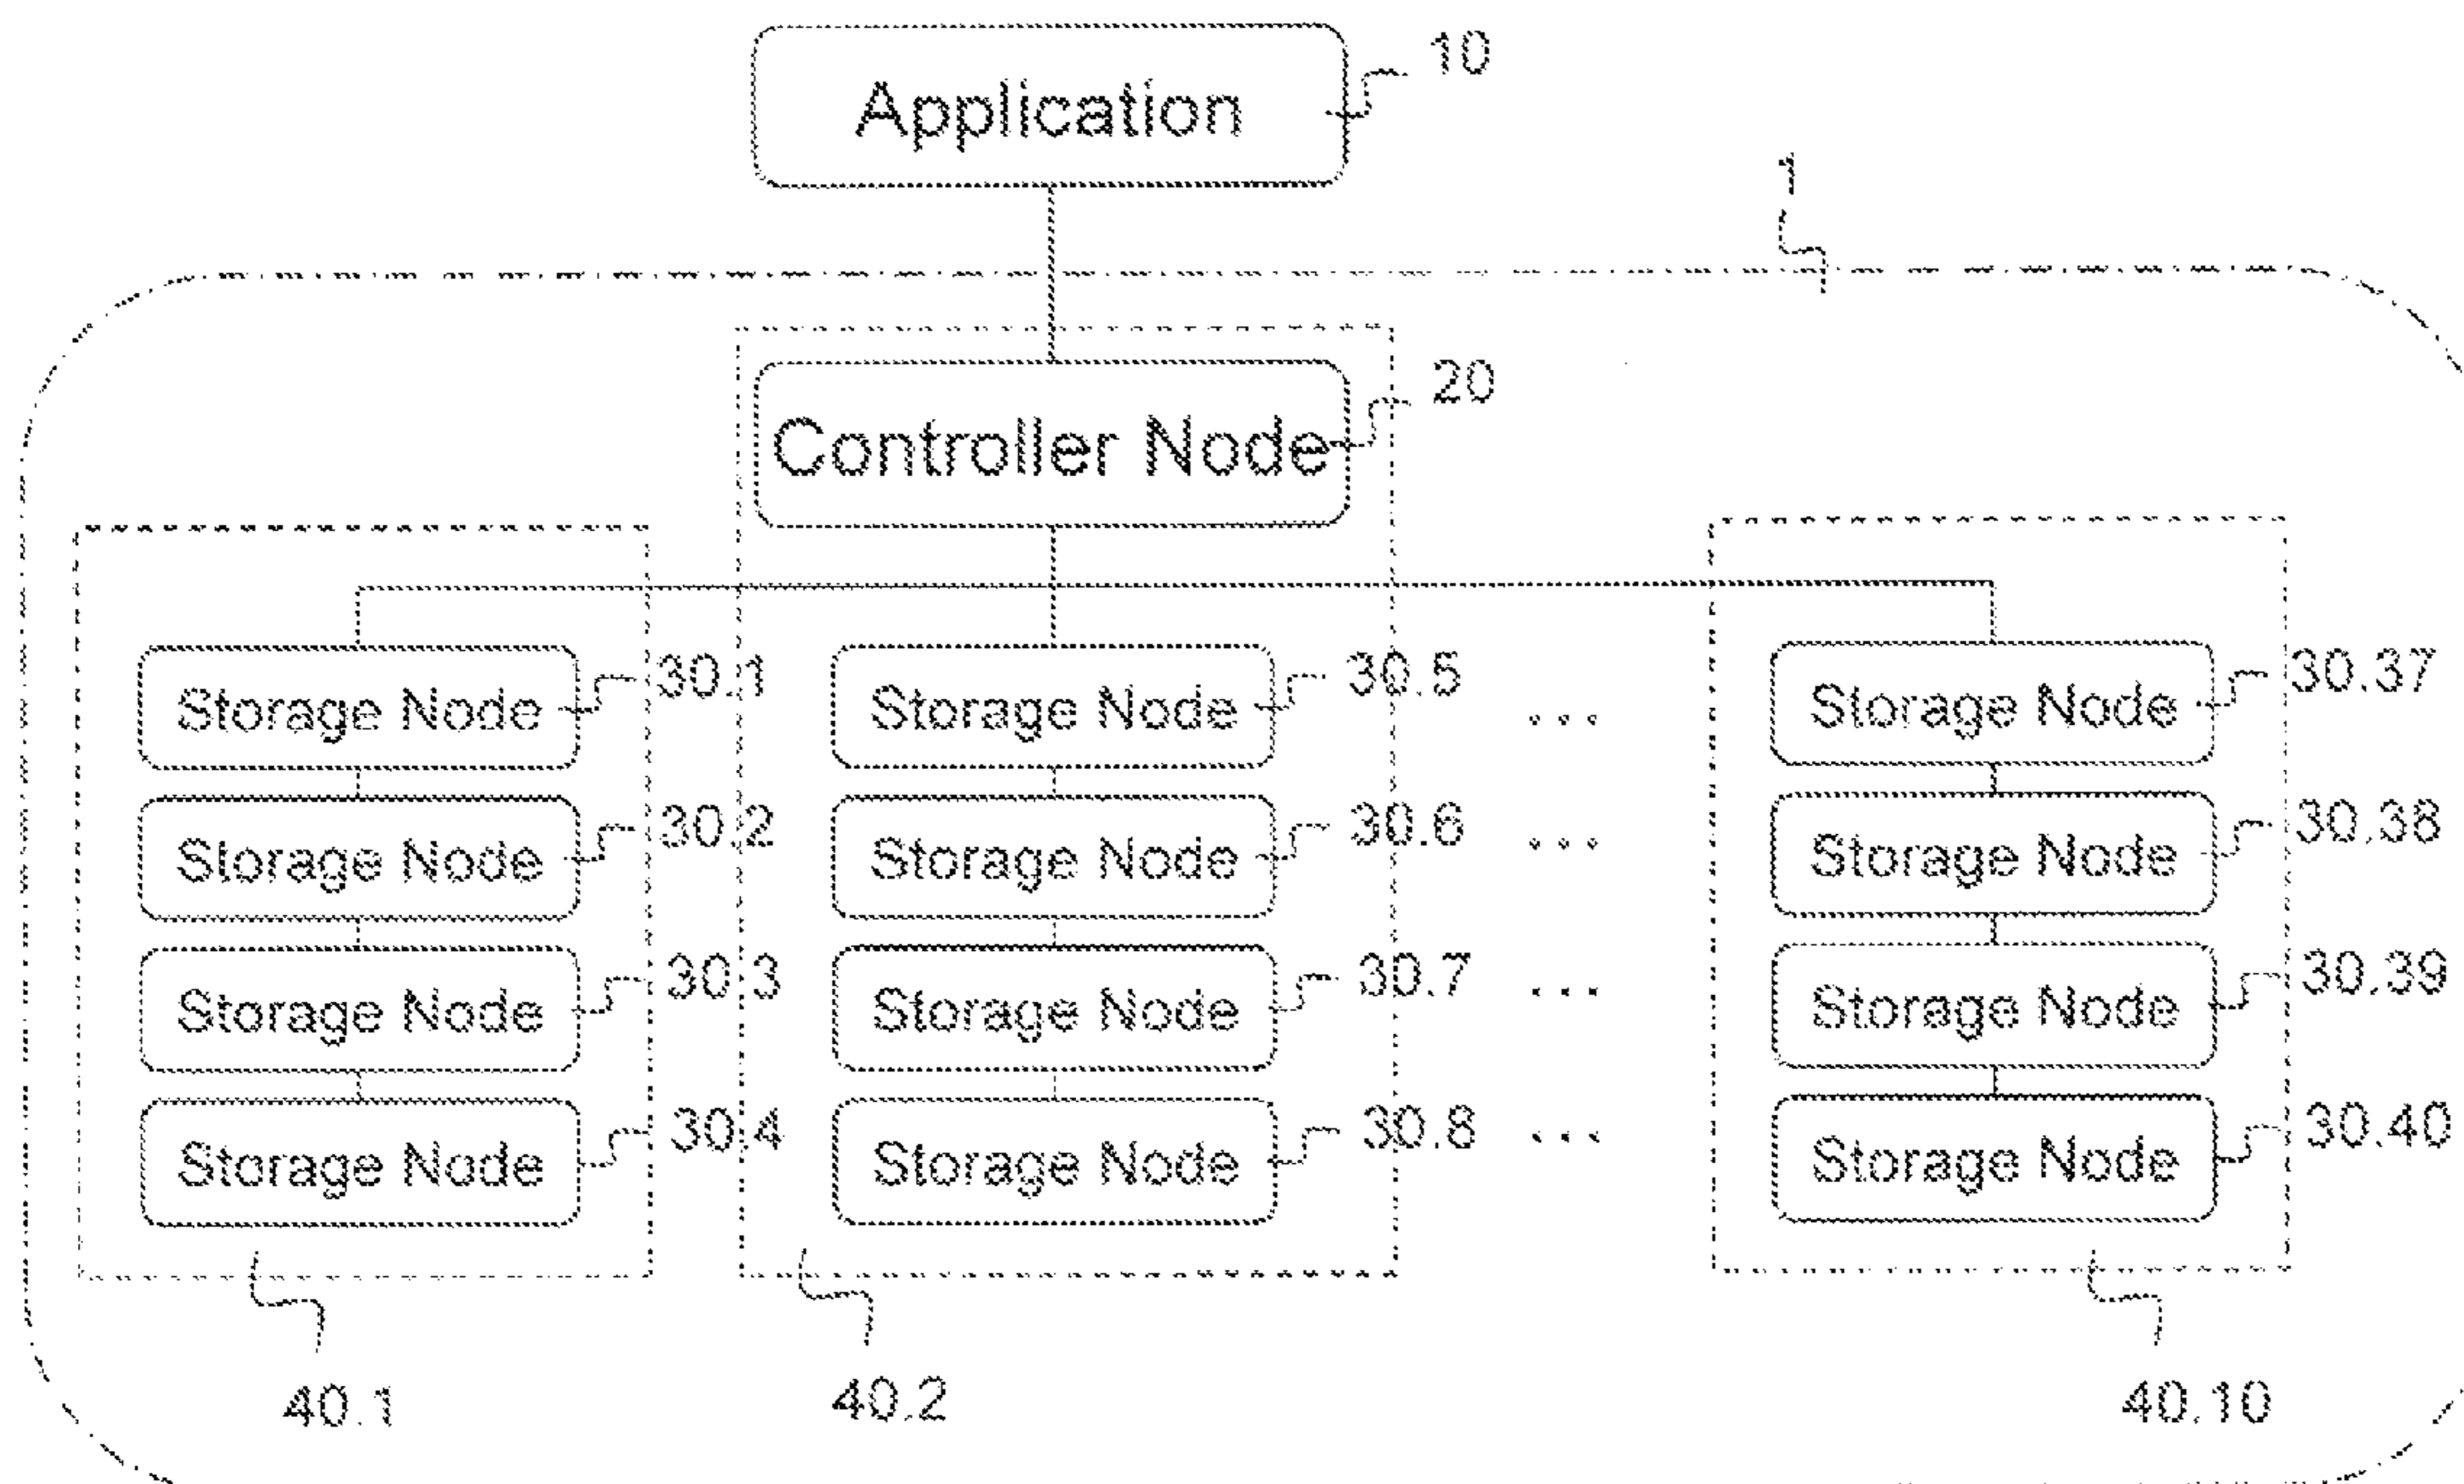 Application 10
1
Controller Node 20
Storage Node 30.1 Storage Node 30.5 ... Storage Node 30.37
Storage Node 30.2 Storage Node 30.6 ... Storage Node 30.38
Storage Node 30.3 Storage Node 30.7 ... Storage Node 30.39
Storage Node 30.4 Storage Node 30.8 ... Storage Node 30.40
40.1 40.2 40.10